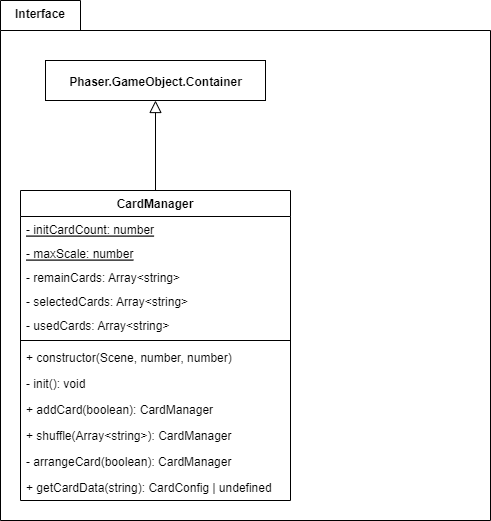 Interface
Phaser.GameObject.Container
CardManager
- initCardCount: number
- maxScale: number
- remainCards: Array<string>
- selectedCards: Array<string>
- usedCards: Array<string>
+ constructor(Scene, number, number)
- init(): void
+ addCard(boolean): CardManager
+ shuffle(Array<string>): CardManager
- arrangeCard(boolean): CardManager
+ getCardData(string): CardConfig | undefined